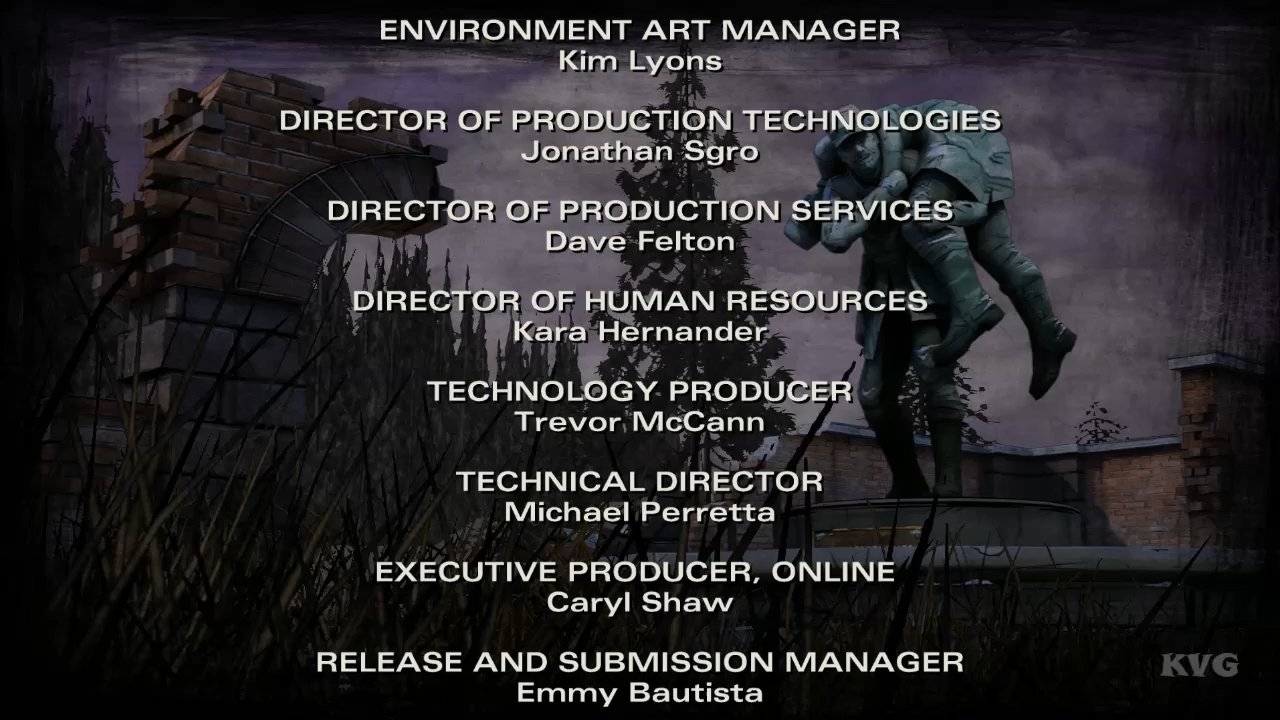 ENVIRONMENT ART MANAGER
Kim Lyons
DIRECTOR OF PRODUCTION TECHNOLOGIES
Jonathan Sgro
DIRECTOR OF PRODUCTION SERVICES
Dave Felton
DIRECTOR OF HUMAN RESOURCES
Kara Hernander
TECHNOLOGY PRODUCER
Trevor McCann
TECHNICAL DIRECTOR
Michael Perretta
EXECUTIVE PRODUCER, ONLINE
Caryl Shaw
RELEASE AND SUBMISSION MANAGER
Emmy Bautista
KVG